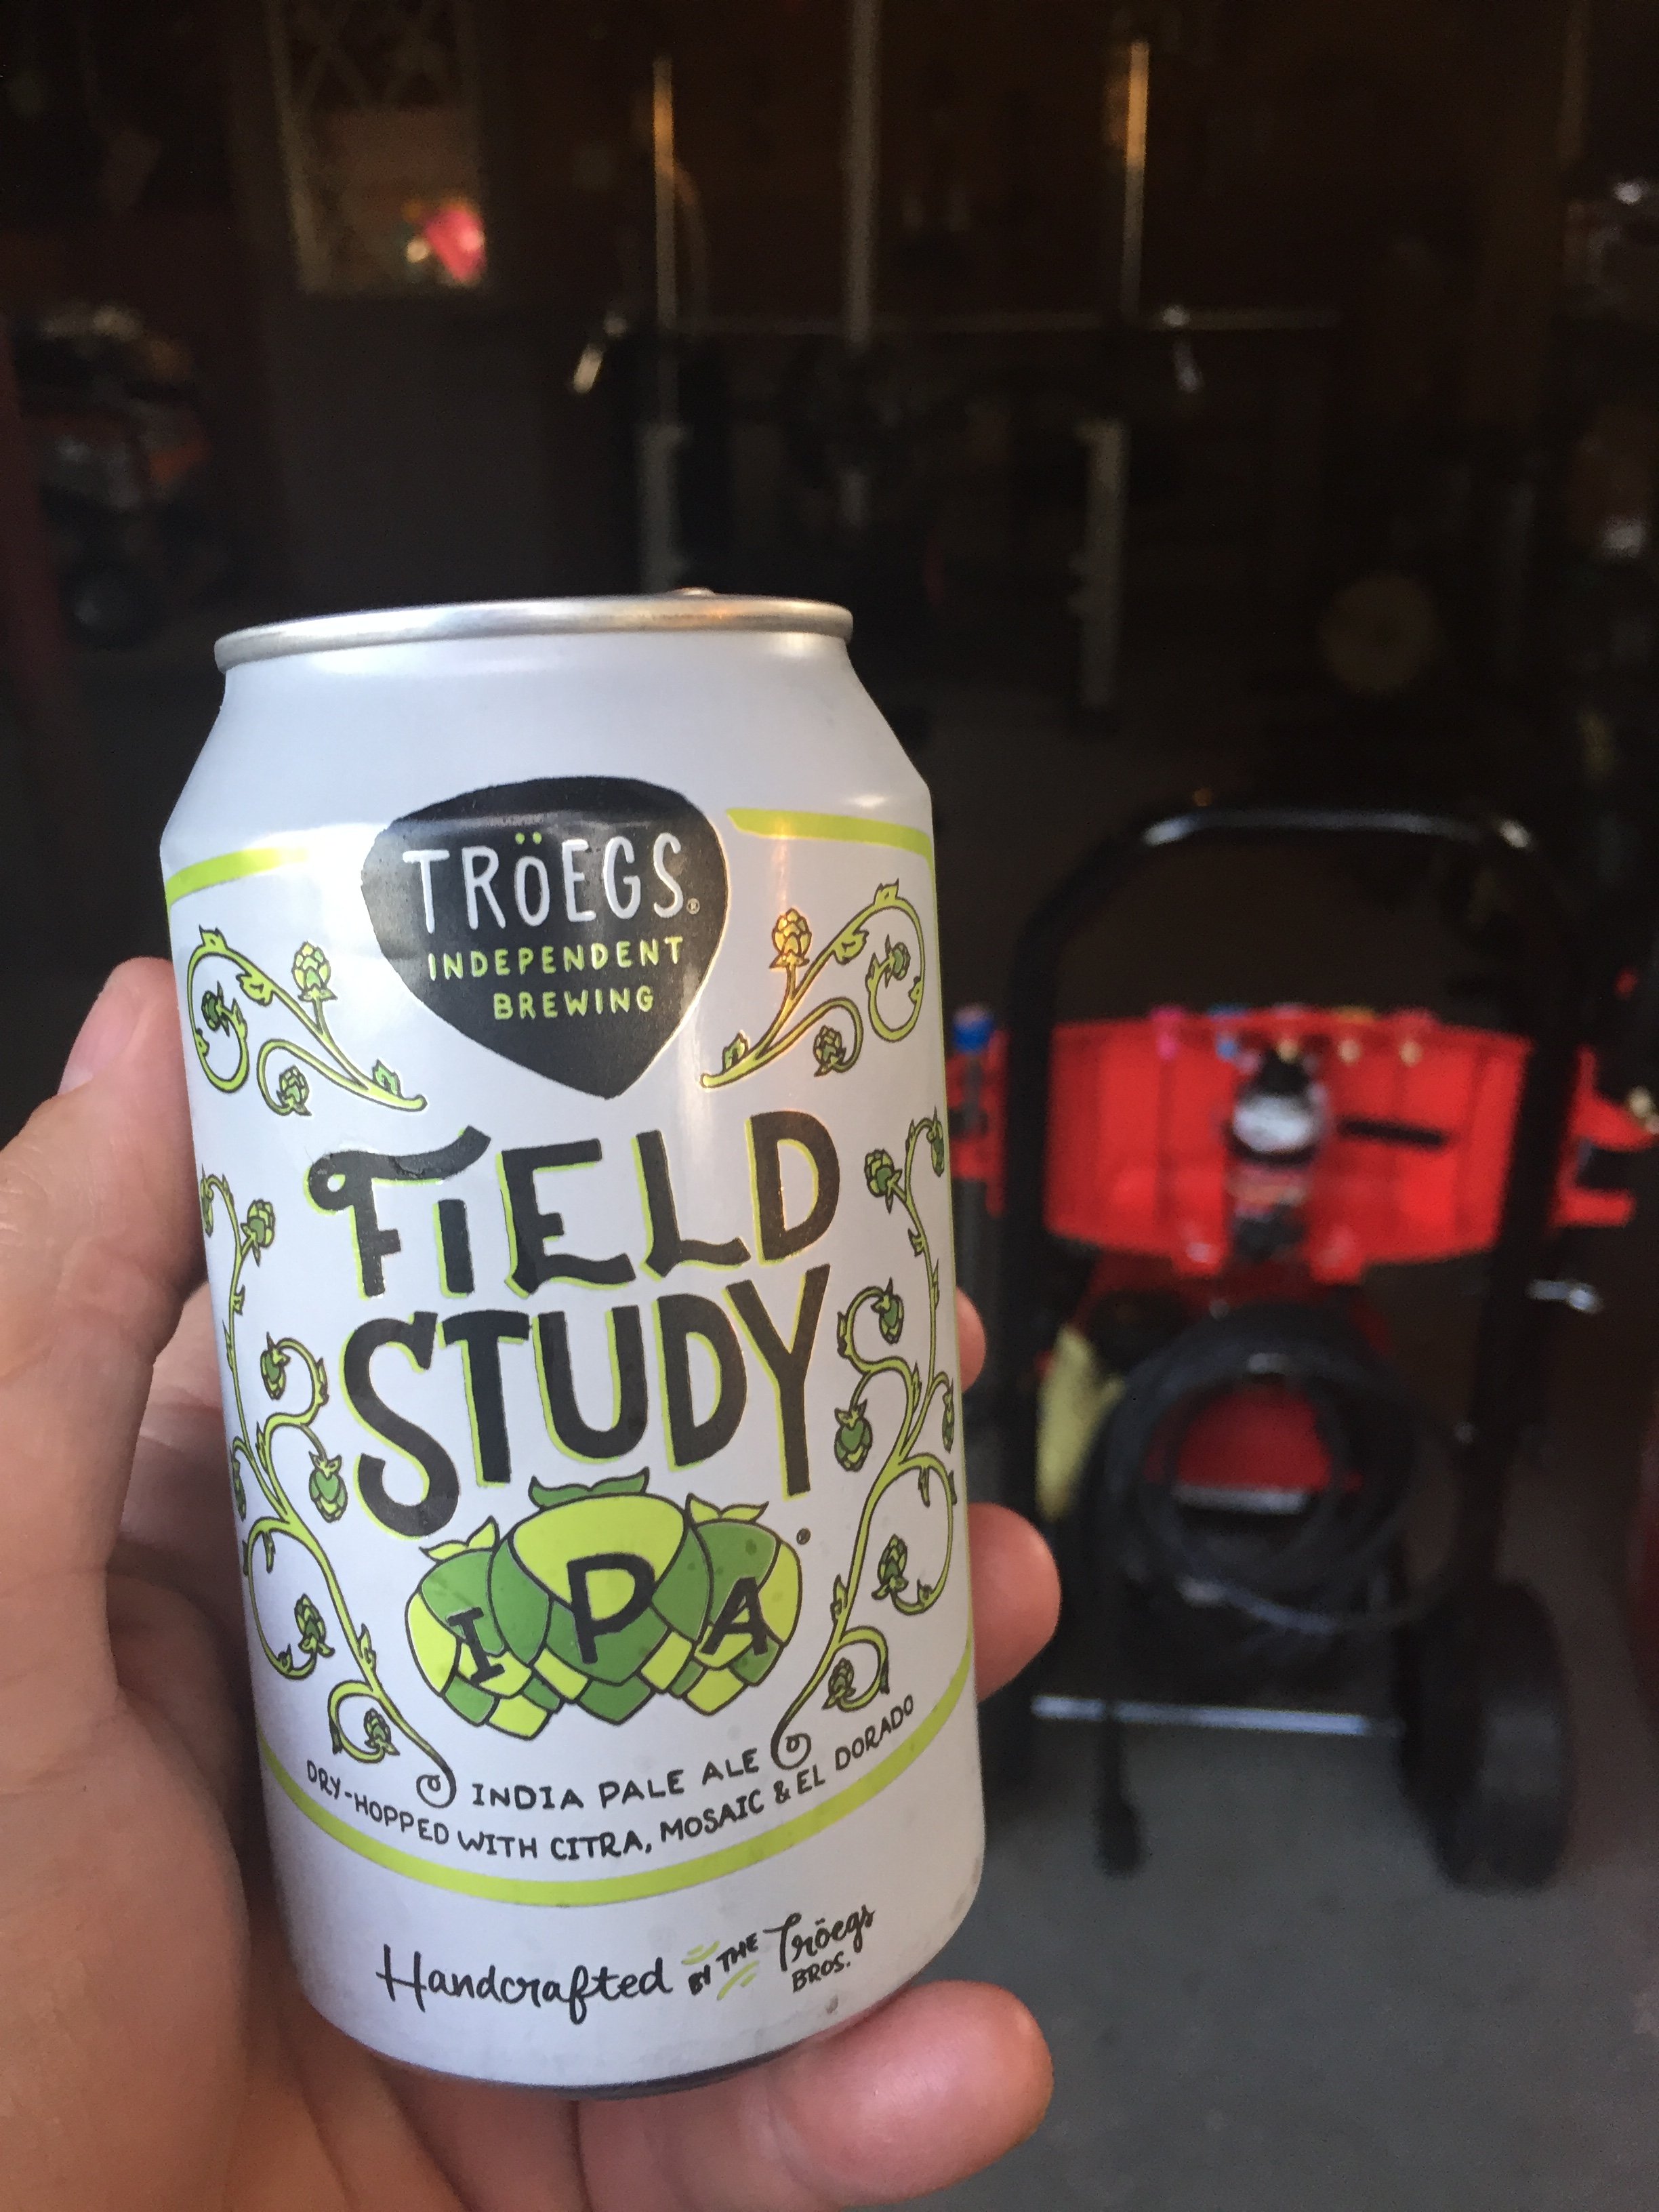 TRÖEGS®
INDEPENDENT
BREWING
FiELD
STUDY
IPA®
INDIA PALE ALE
DRY-HOPPED WITH CITRA, MOSAIC & EL DORADO
Handcrafted BY THE Tröegs
BROS.